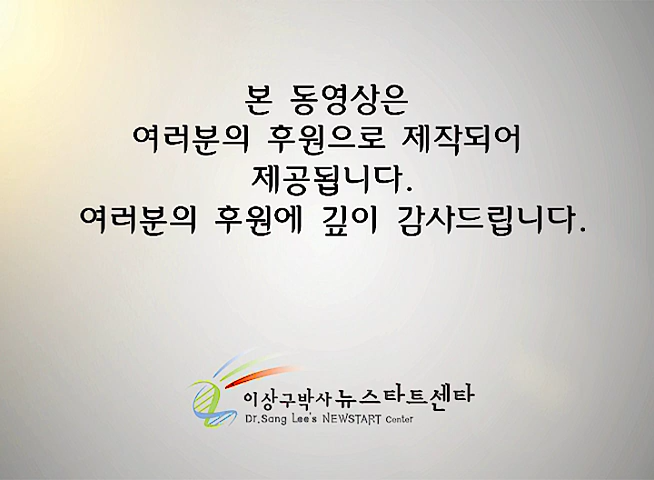 본 동영상은
여러분의 후원으로 제작되어
제공됩니다.
여러분의 후원에 깊이 감사드립니다.
이상구박사뉴스타트센타
Dr.Sang Lee's NEWSTART Center